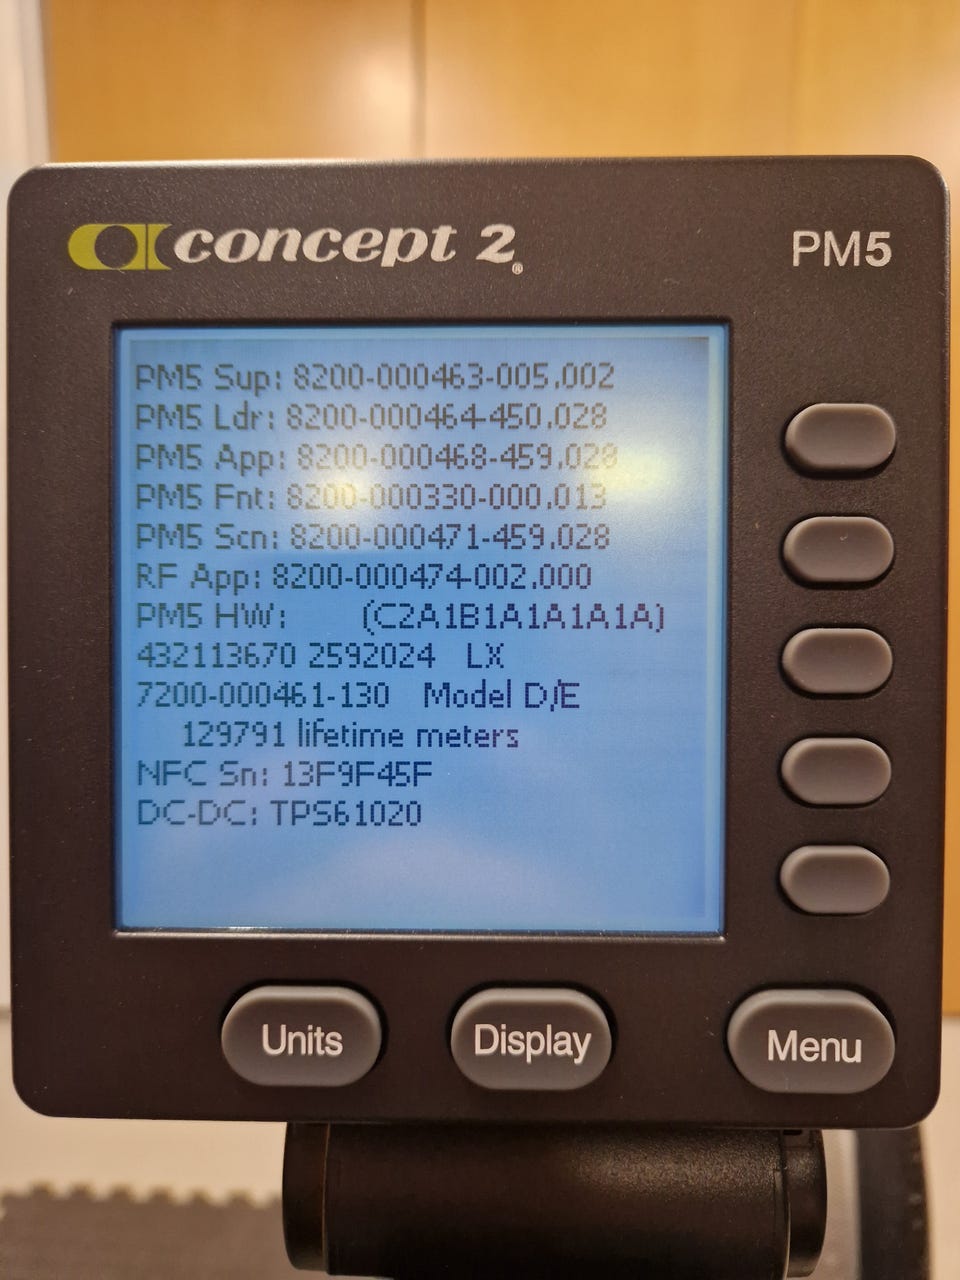 concept 2®
PM5
PM5 Sup: 8200-000463-005.002
PM5 Ldr: 8200-000464-450.028
PM5 App: 8200-000468-459.028
PM5 Fnt: 8200-000330-000.013
PM5 Scn: 8200-000471-459.028
RF App: 8200-000474-002.000
PM5 HW: (C2A1B1A1A1A1A)
432113670 2592024 LX
7200-000461-130 Model D/E
129791 lifetime meters
NFC Sn: 13F9F45F
DC-DC: TPS61020
Units
Display
Menu